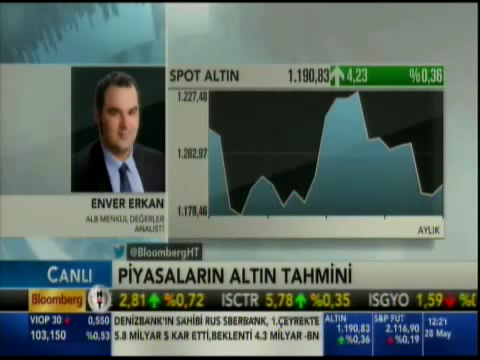 SPOT ALTIN 1.190,83 4,23 %0,36
1.227,48
1.202,97
1.178,46
AYLIK
ENVER ERKAN
ALB MENKUL DEĞERLER
ANALİSTİ
@BloombergHT
CANLI PİYASALARIN ALTIN TAHMİNİ
Bloomberg HT 2,81 %0,72 ISCTR 5,78 %0,35 ISGYO 1,59 %0
VIOP 30 0,550
103,150 %0,53
DENİZBANK'IN SAHİBİ RUS SBERBANK, 1.ÇEYREKTE
5.8 MİLYAR $ KAR ETTİ,BEKLENTİ 4.3 MİLYAR -BN
ALTIN
1.190,83
%0,36
S&P FUT
2.116,90
%0,19
12:21
28 May